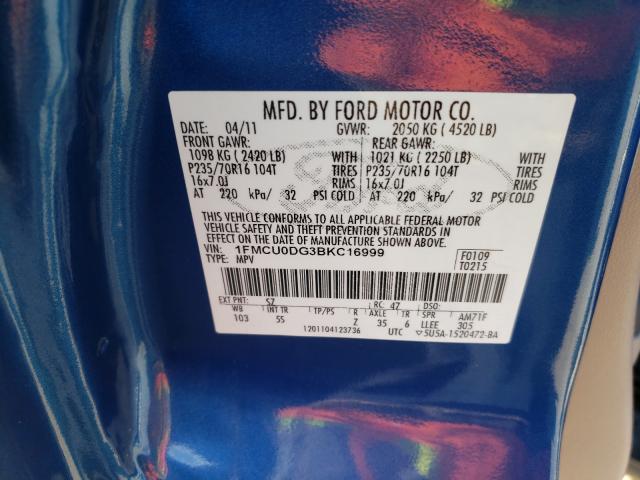 MFD. BY FORD MOTOR CO.
DATE: 04/11 GVWR: 2050 KG ( 4520 LB)
FRONT GAWR: REAR GAWR:
1098 KG ( 2420 LB) WITH 1021 KG ( 2250 LB) WITH
P235/70R16 104T TIRES P235/70R16 104T TIRES
16x7.0J RIMS 16x7.0J RIMS
AT 220 kPa/ 32 PSI COLD AT 220 kPa/ 32 PSI COLD
THIS VEHICLE CONFORMS TO ALL APPLICABLE FEDERAL MOTOR
VEHICLE SAFETY AND THEFT PREVENTION STANDARDS IN
EFFECT ON THE DATE OF MANUFACTURE SHOWN ABOVE.
VIN: 1FMCU0DG3BKC16999 F0109
TYPE: MPV T0215
EXT PNT: SZ RC: 47 DSO:
WB INT TR TP/PS R AXLE TR SPR AM71F
103 55 Z 35 6 LLEE 305
1201104123736 UTC 5U5A-1520472-BA